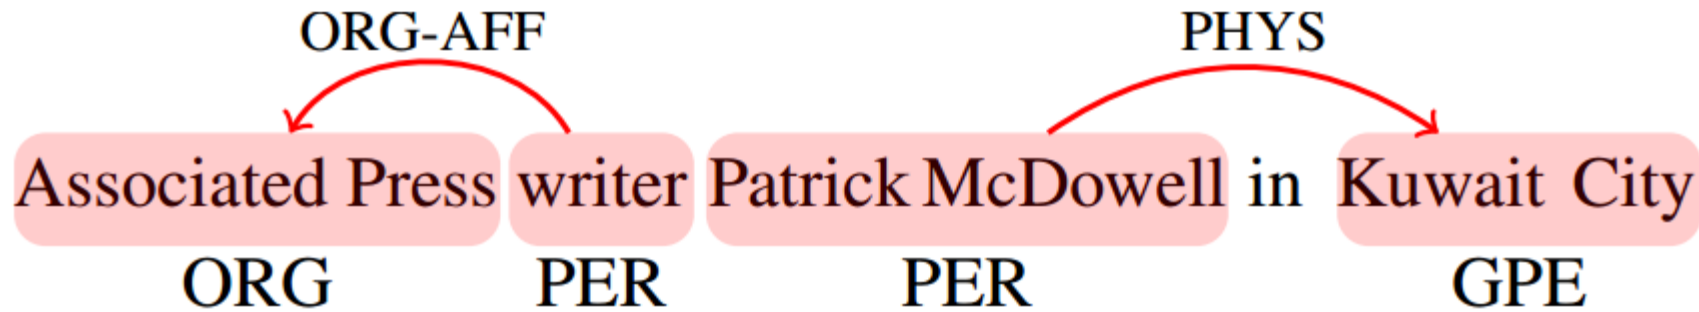 ORG-AFF PHYS
Associated Press writer Patrick McDowell in Kuwait City
ORG PER PER GPE